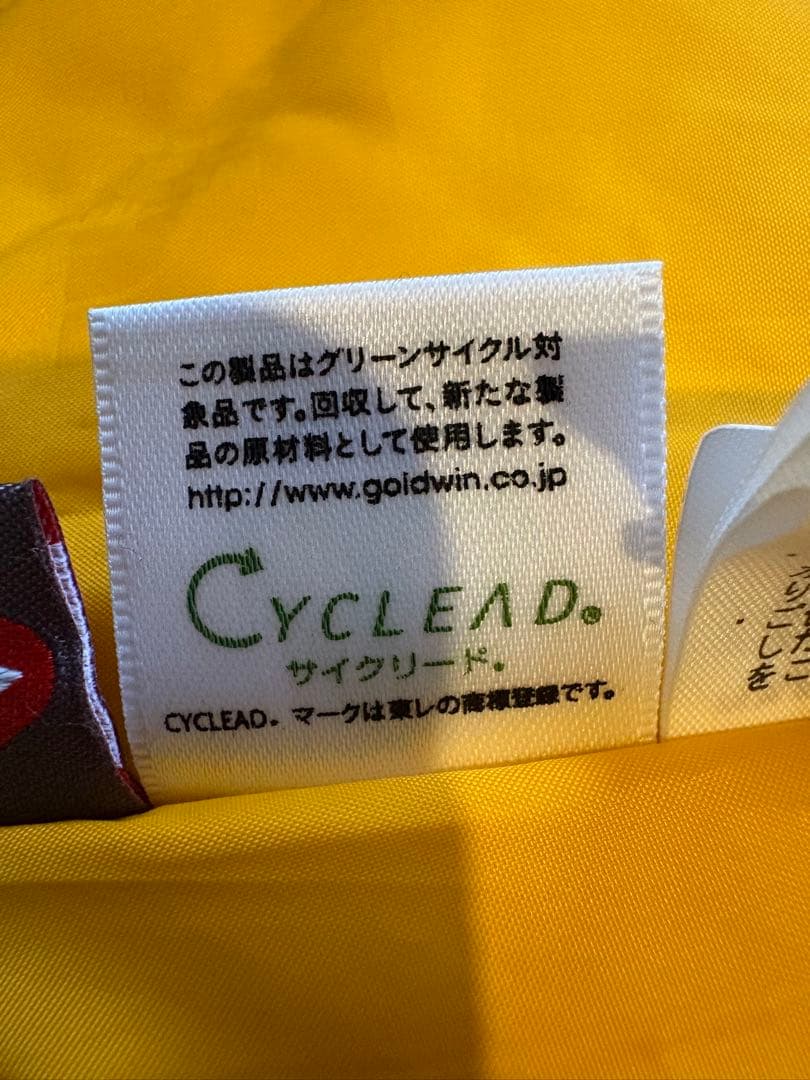 この製品はグリーンサイクル対
象品です。回収して、新たな製
品の原材料として使用します。
http://www.goldwin.co.jp
CYCLEAD®
サイクリード®
CYCLEAD® マークは東レの商標登録です。